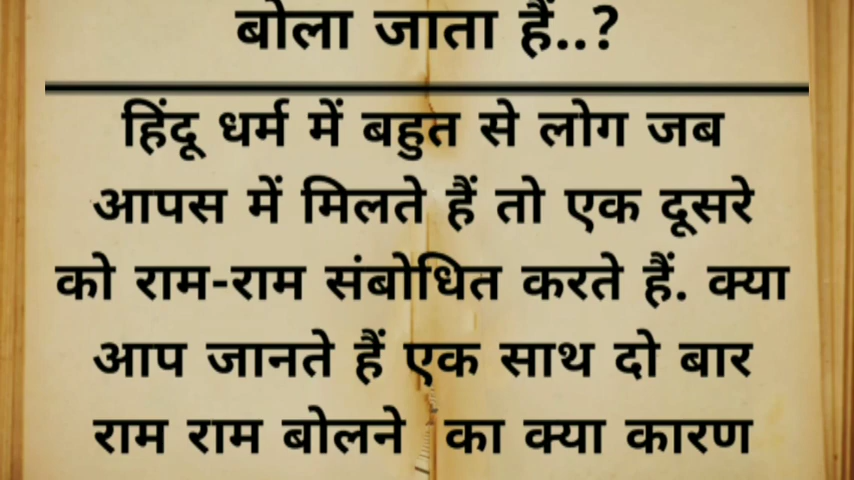 बोला जाता हैं..?
हिंदू धर्म में बहुत से लोग जब
आपस में मिलते हैं तो एक दूसरे
को राम-राम संबोधित करते हैं. क्या
आप जानते हैं एक साथ दो बार
राम राम बोलने का क्या कारण